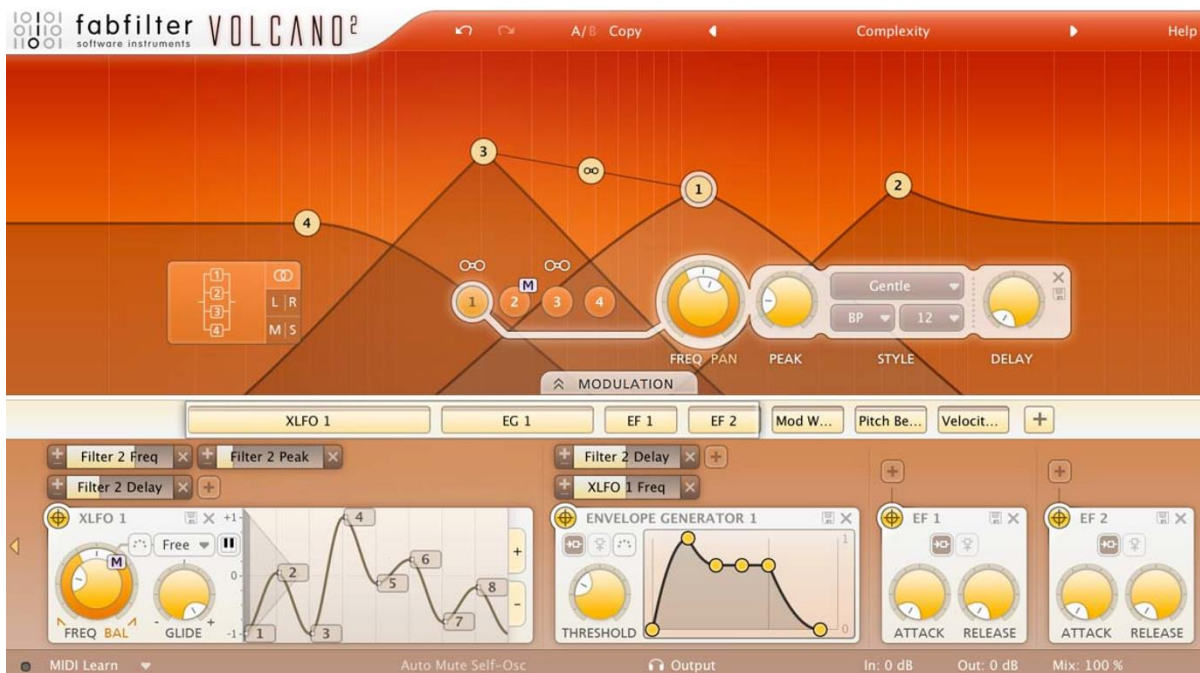 fabfilter VOLCANO²
software instruments
A/B Copy
Complexity
Help
3
1
2
4
1
2
3
4
L R
M S
1 2 M 3 4
Gentle
BP 12
FREQ PAN PEAK STYLE DELAY
MODULATION
XLFO 1 EG 1 EF 1 EF 2 Mod W... Pitch Be... Velocit... +
Filter 2 Freq Filter 2 Peak Filter 2 Delay
Filter 2 Delay XLFO 1 Freq
XLFO 1 +1 ENVELOPE GENERATOR 1 EF 1 EF 2
Free
M
0
-1
1 2 3 4 5 6 7 8
+
-
1
0
FREQ BAL - GLIDE + THRESHOLD ATTACK RELEASE ATTACK RELEASE
MIDI Learn Auto Mute Self-Osc Output In: 0 dB Out: 0 dB Mix: 100 %